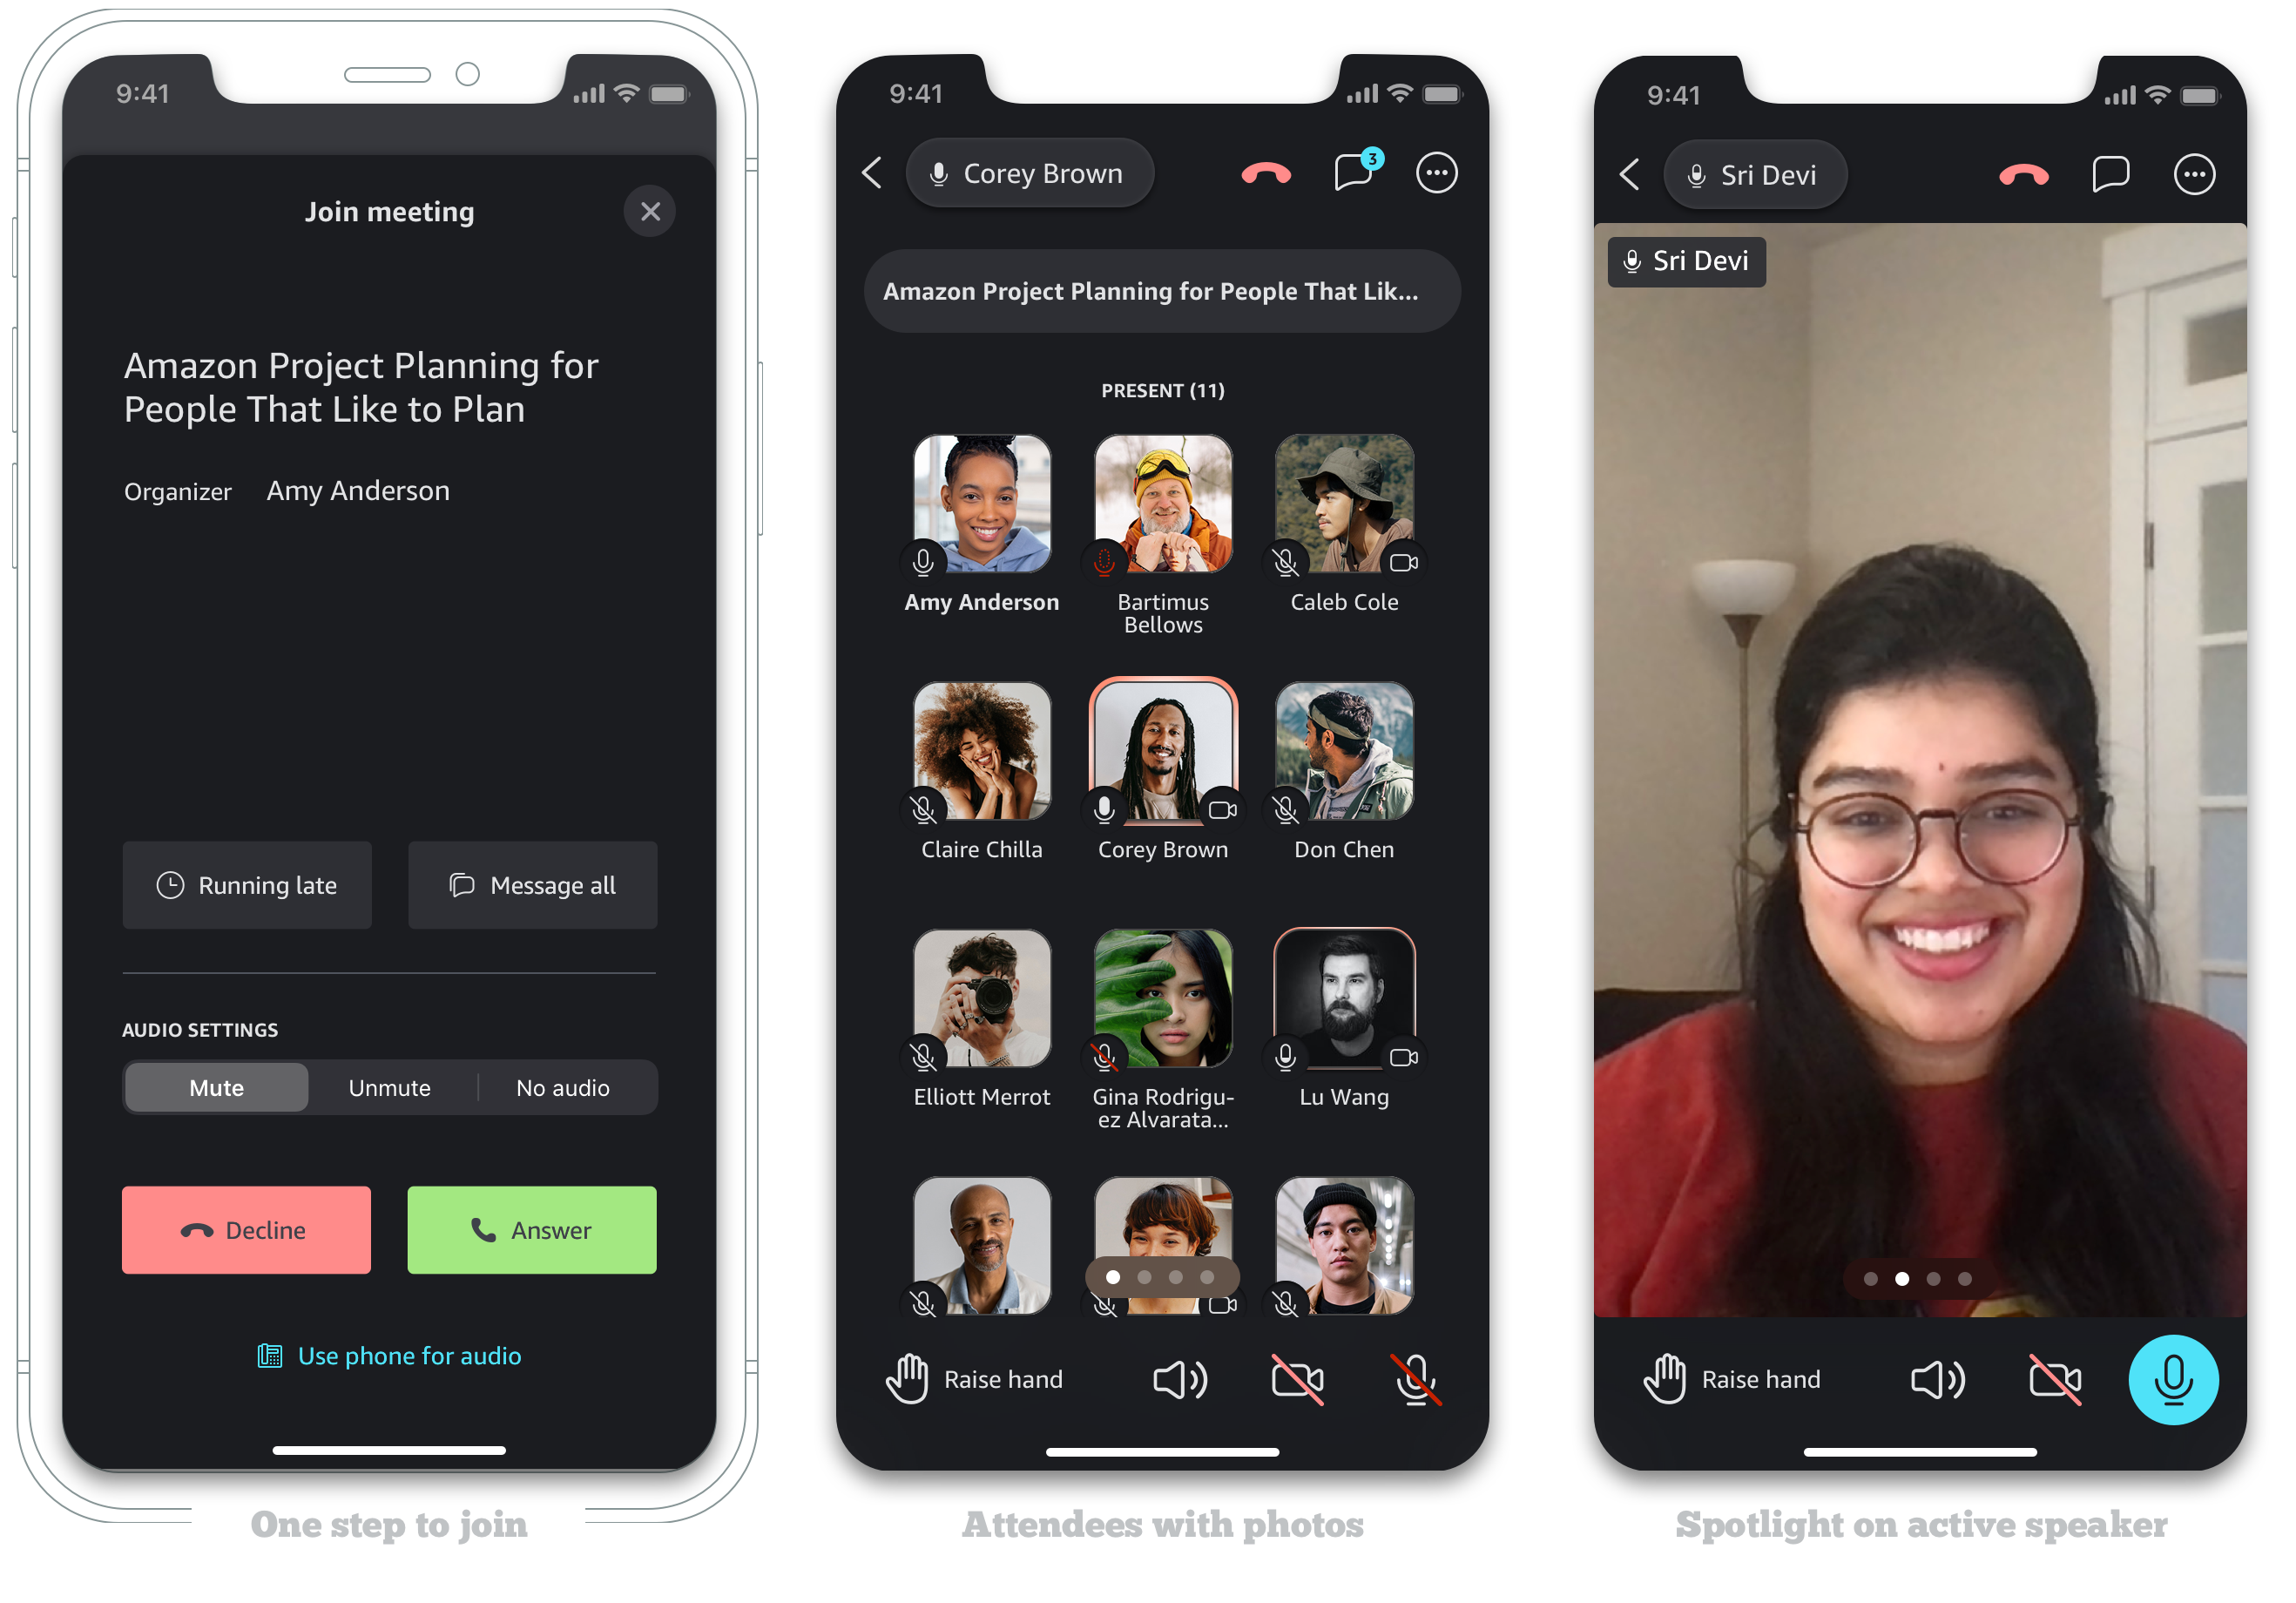 9:41
Join meeting
Amazon Project Planning for
People That Like to Plan
Organizer Amy Anderson
Running late
Message all
AUDIO SETTINGS
Mute Unmute No audio
Decline
Answer
Use phone for audio
One step to join
9:41
Corey Brown
3
Amazon Project Planning for People That Lik...
PRESENT (11)
Amy Anderson
Bartimus
Bellows
Caleb Cole
Claire Chilla
Corey Brown
Don Chen
Elliott Merrot
Gina Rodrigu-
ez Alvarata...
Lu Wang
Raise hand
Attendees with photos
9:41
Sri Devi
Sri Devi
Raise hand
Spotlight on active speaker